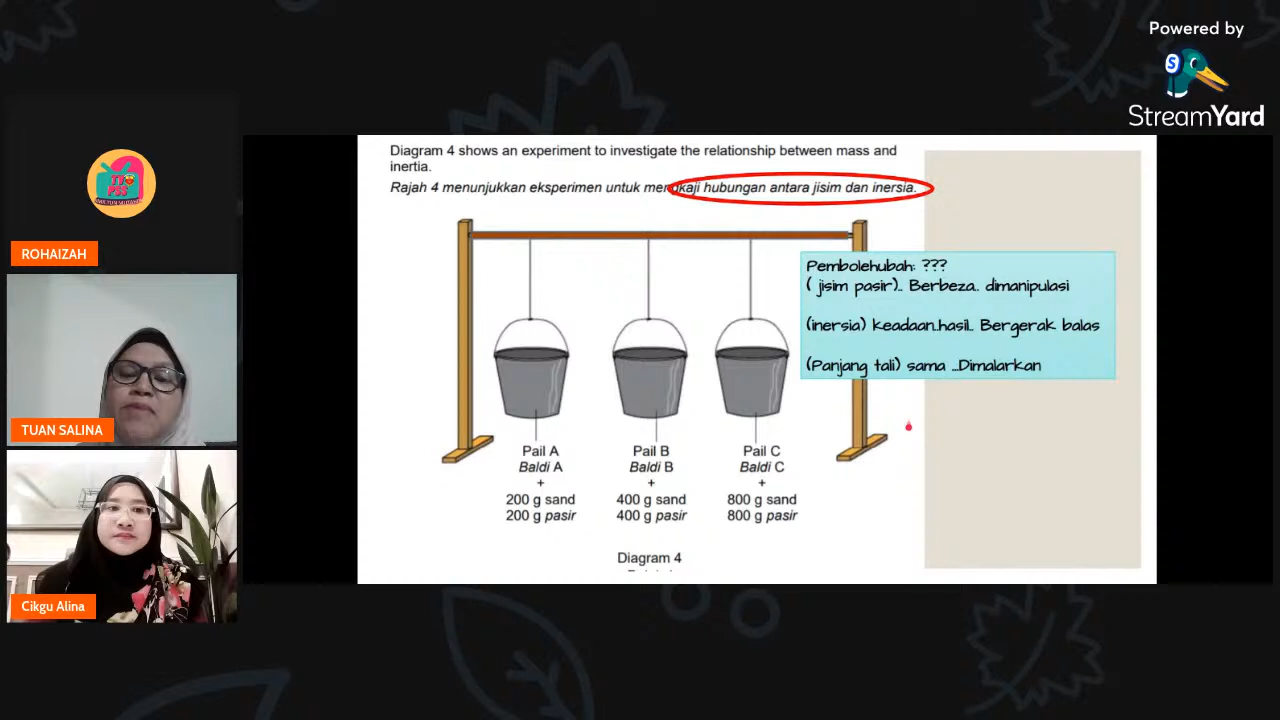 Powered by
StreamYard
ROHAIZAH
TUAN SALINA
Cikgu Alina
Diagram 4 shows an experiment to investigate the relationship between mass and
inertia.
Rajah 4 menunjukkan eksperimen untuk mengkaji hubungan antara jisim dan inersia.
Pembolehubah: ???
( jisim pasir).. Berbeza.. dimanipulasi
(inersia) keadaan..hasil.. Bergerak balas
(Panjang tali) sama ...Dimalarkan
Pail A
Baldi A
+
200 g sand
200 g pasir
Pail B
Baldi B
+
400 g sand
400 g pasir
Pail C
Baldi C
+
800 g sand
800 g pasir
Diagram 4